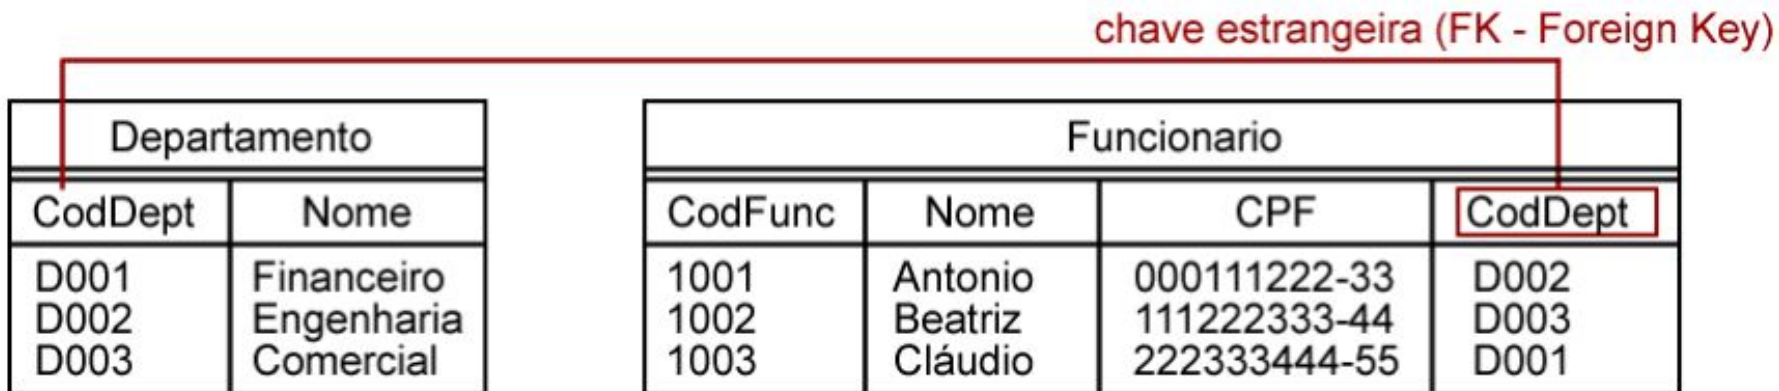 chave estrangeira (FK - Foreign Key)
Departamento
CodDept Nome
D001 Financeiro
D002 Engenharia
D003 Comercial
Funcionario
CodFunc Nome CPF CodDept
1001 Antonio 000111222-33 D002
1002 Beatriz 111222333-44 D003
1003 Cláudio 222333444-55 D001